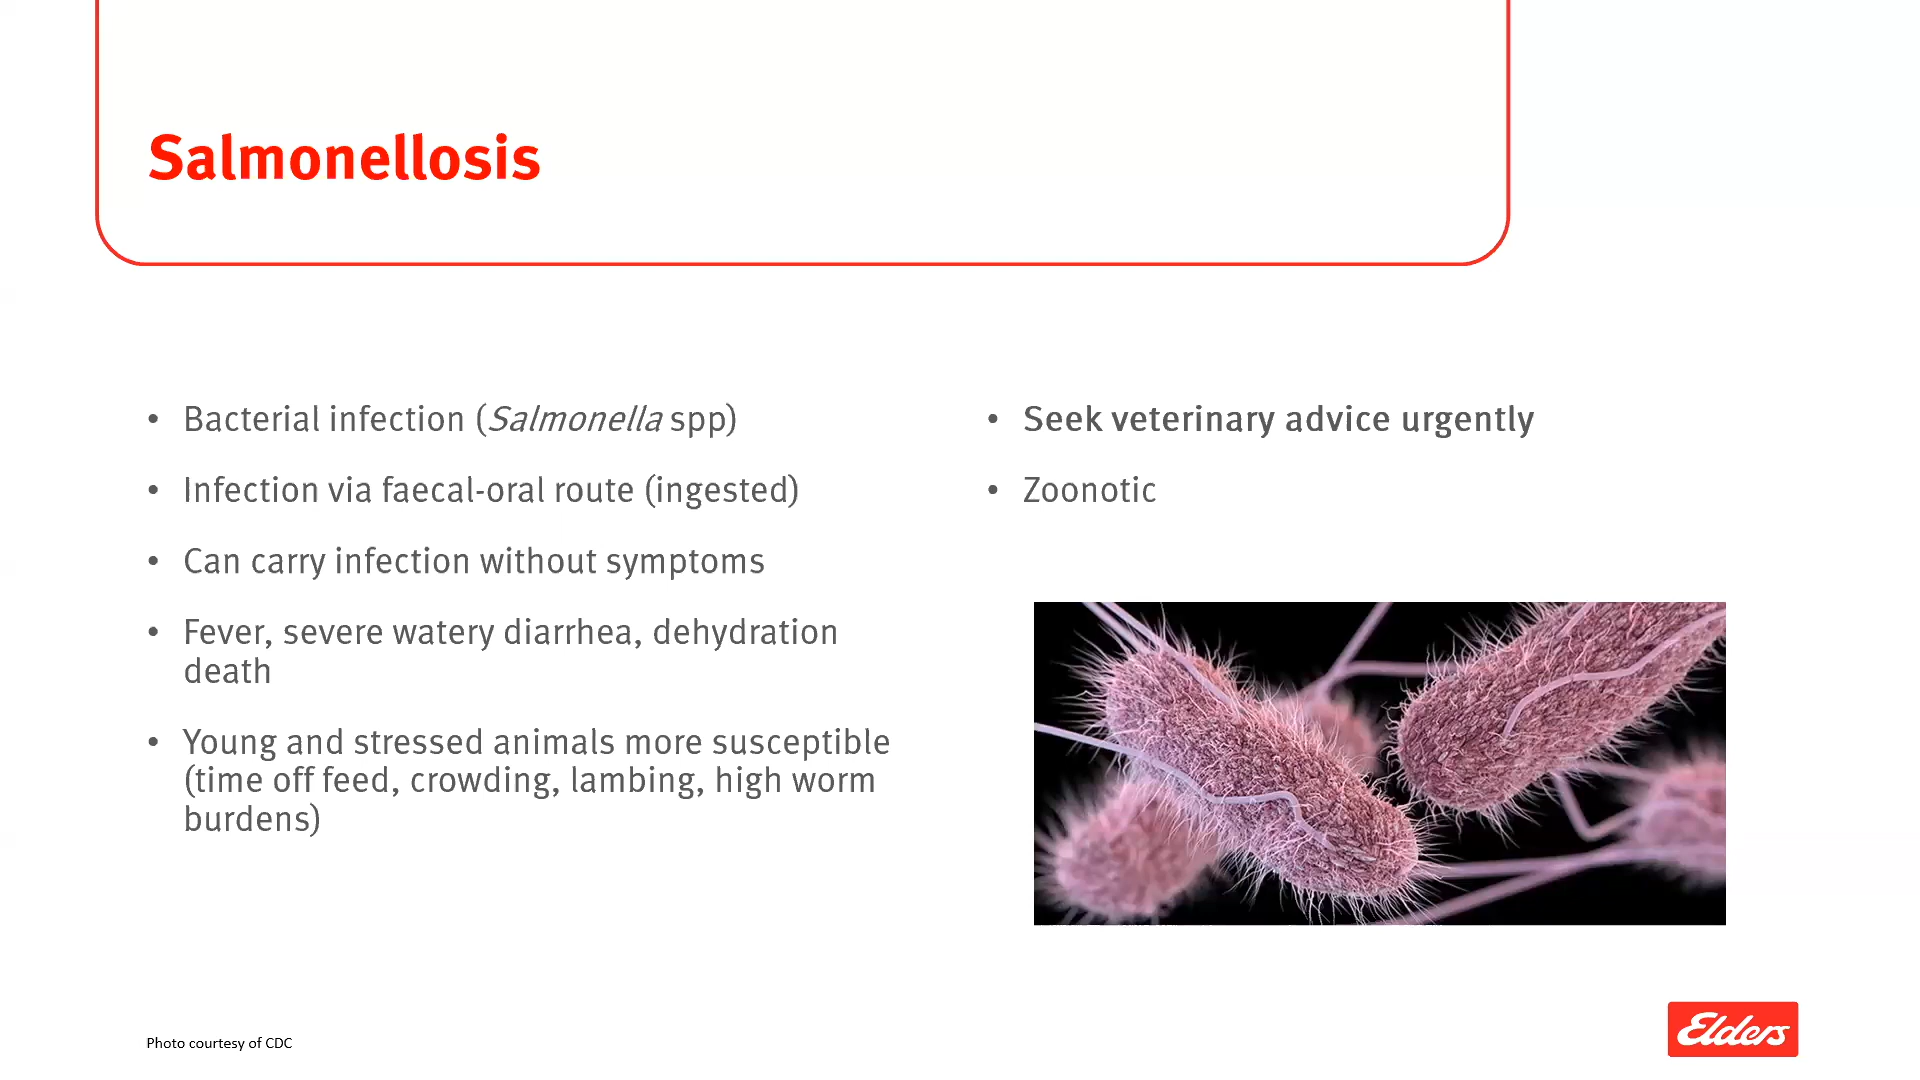 Salmonellosis
• Bacterial infection (Salmonella spp)
• Infection via faecal-oral route (ingested)
• Can carry infection without symptoms
• Fever, severe watery diarrhea, dehydration
death
• Young and stressed animals more susceptible
(time off feed, crowding, lambing, high worm
burdens)
• Seek veterinary advice urgently
• Zoonotic
Photo courtesy of CDC
Elders